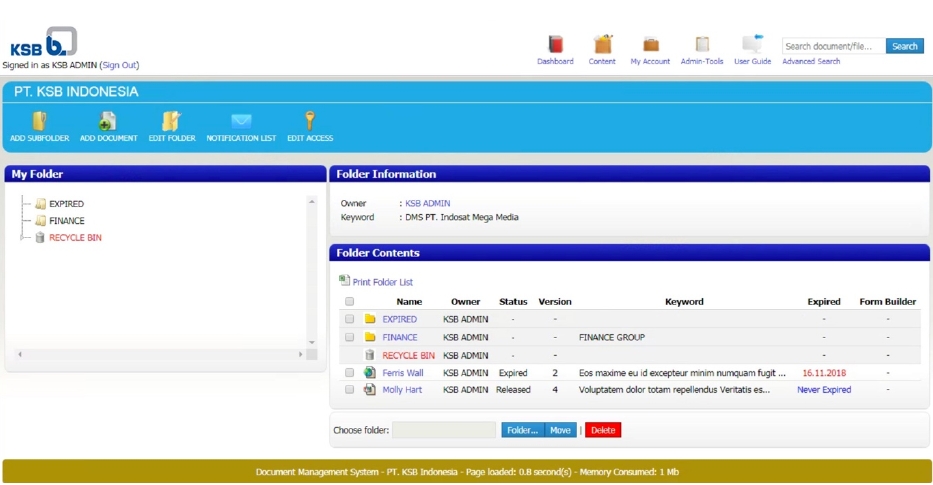 KSB
Signed in as KSB ADMIN (Sign Out)
Dashboard Content My Account Admin-Tools User Guide
Search document/file... Search
Advanced Search
PT. KSB INDONESIA
ADD SUBFOLDER ADD DOCUMENT EDIT FOLDER NOTIFICATION LIST EDIT ACCESS
My Folder
EXPIRED
FINANCE
RECYCLE BIN
Folder Information
Owner : KSB ADMIN
Keyword : DMS PT. Indosat Mega Media
Folder Contents
Print Folder List
Name Owner Status Version Keyword Expired Form Builder
EXPIRED KSB ADMIN - - - -
FINANCE KSB ADMIN - - FINANCE GROUP - -
RECYCLE BIN KSB ADMIN - - - -
Ferris Wall KSB ADMIN Expired 2 Eos maxime eu id excepteur minim numquam fugit ... 16.11.2018 -
Molly Hart KSB ADMIN Released 4 Voluptatem dolor totam repellendus Veritatis es... Never Expired -
Choose folder: Folder... Move | Delete
Document Management System - PT. KSB Indonesia - Page loaded: 0.8 second(s) - Memory Consumed: 1 Mb